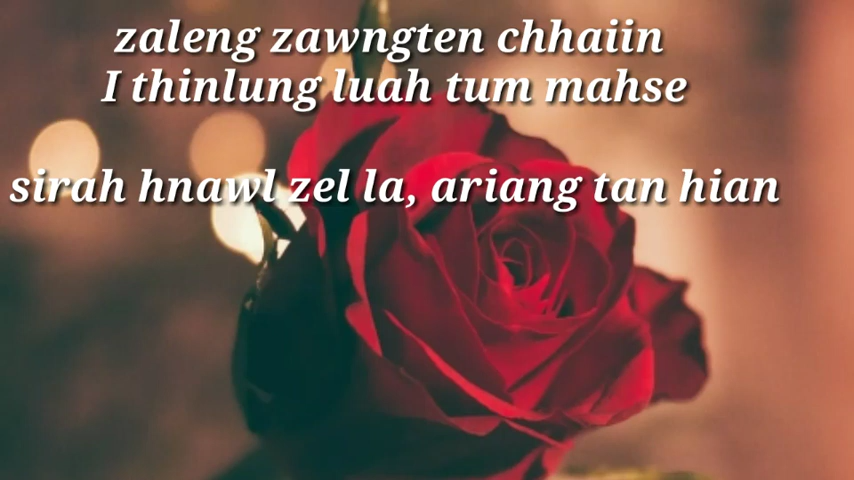 zaleng zawngten chhaiin
I thinlung luah tum mahse
sirah hnawl zel la, ariang tan hian